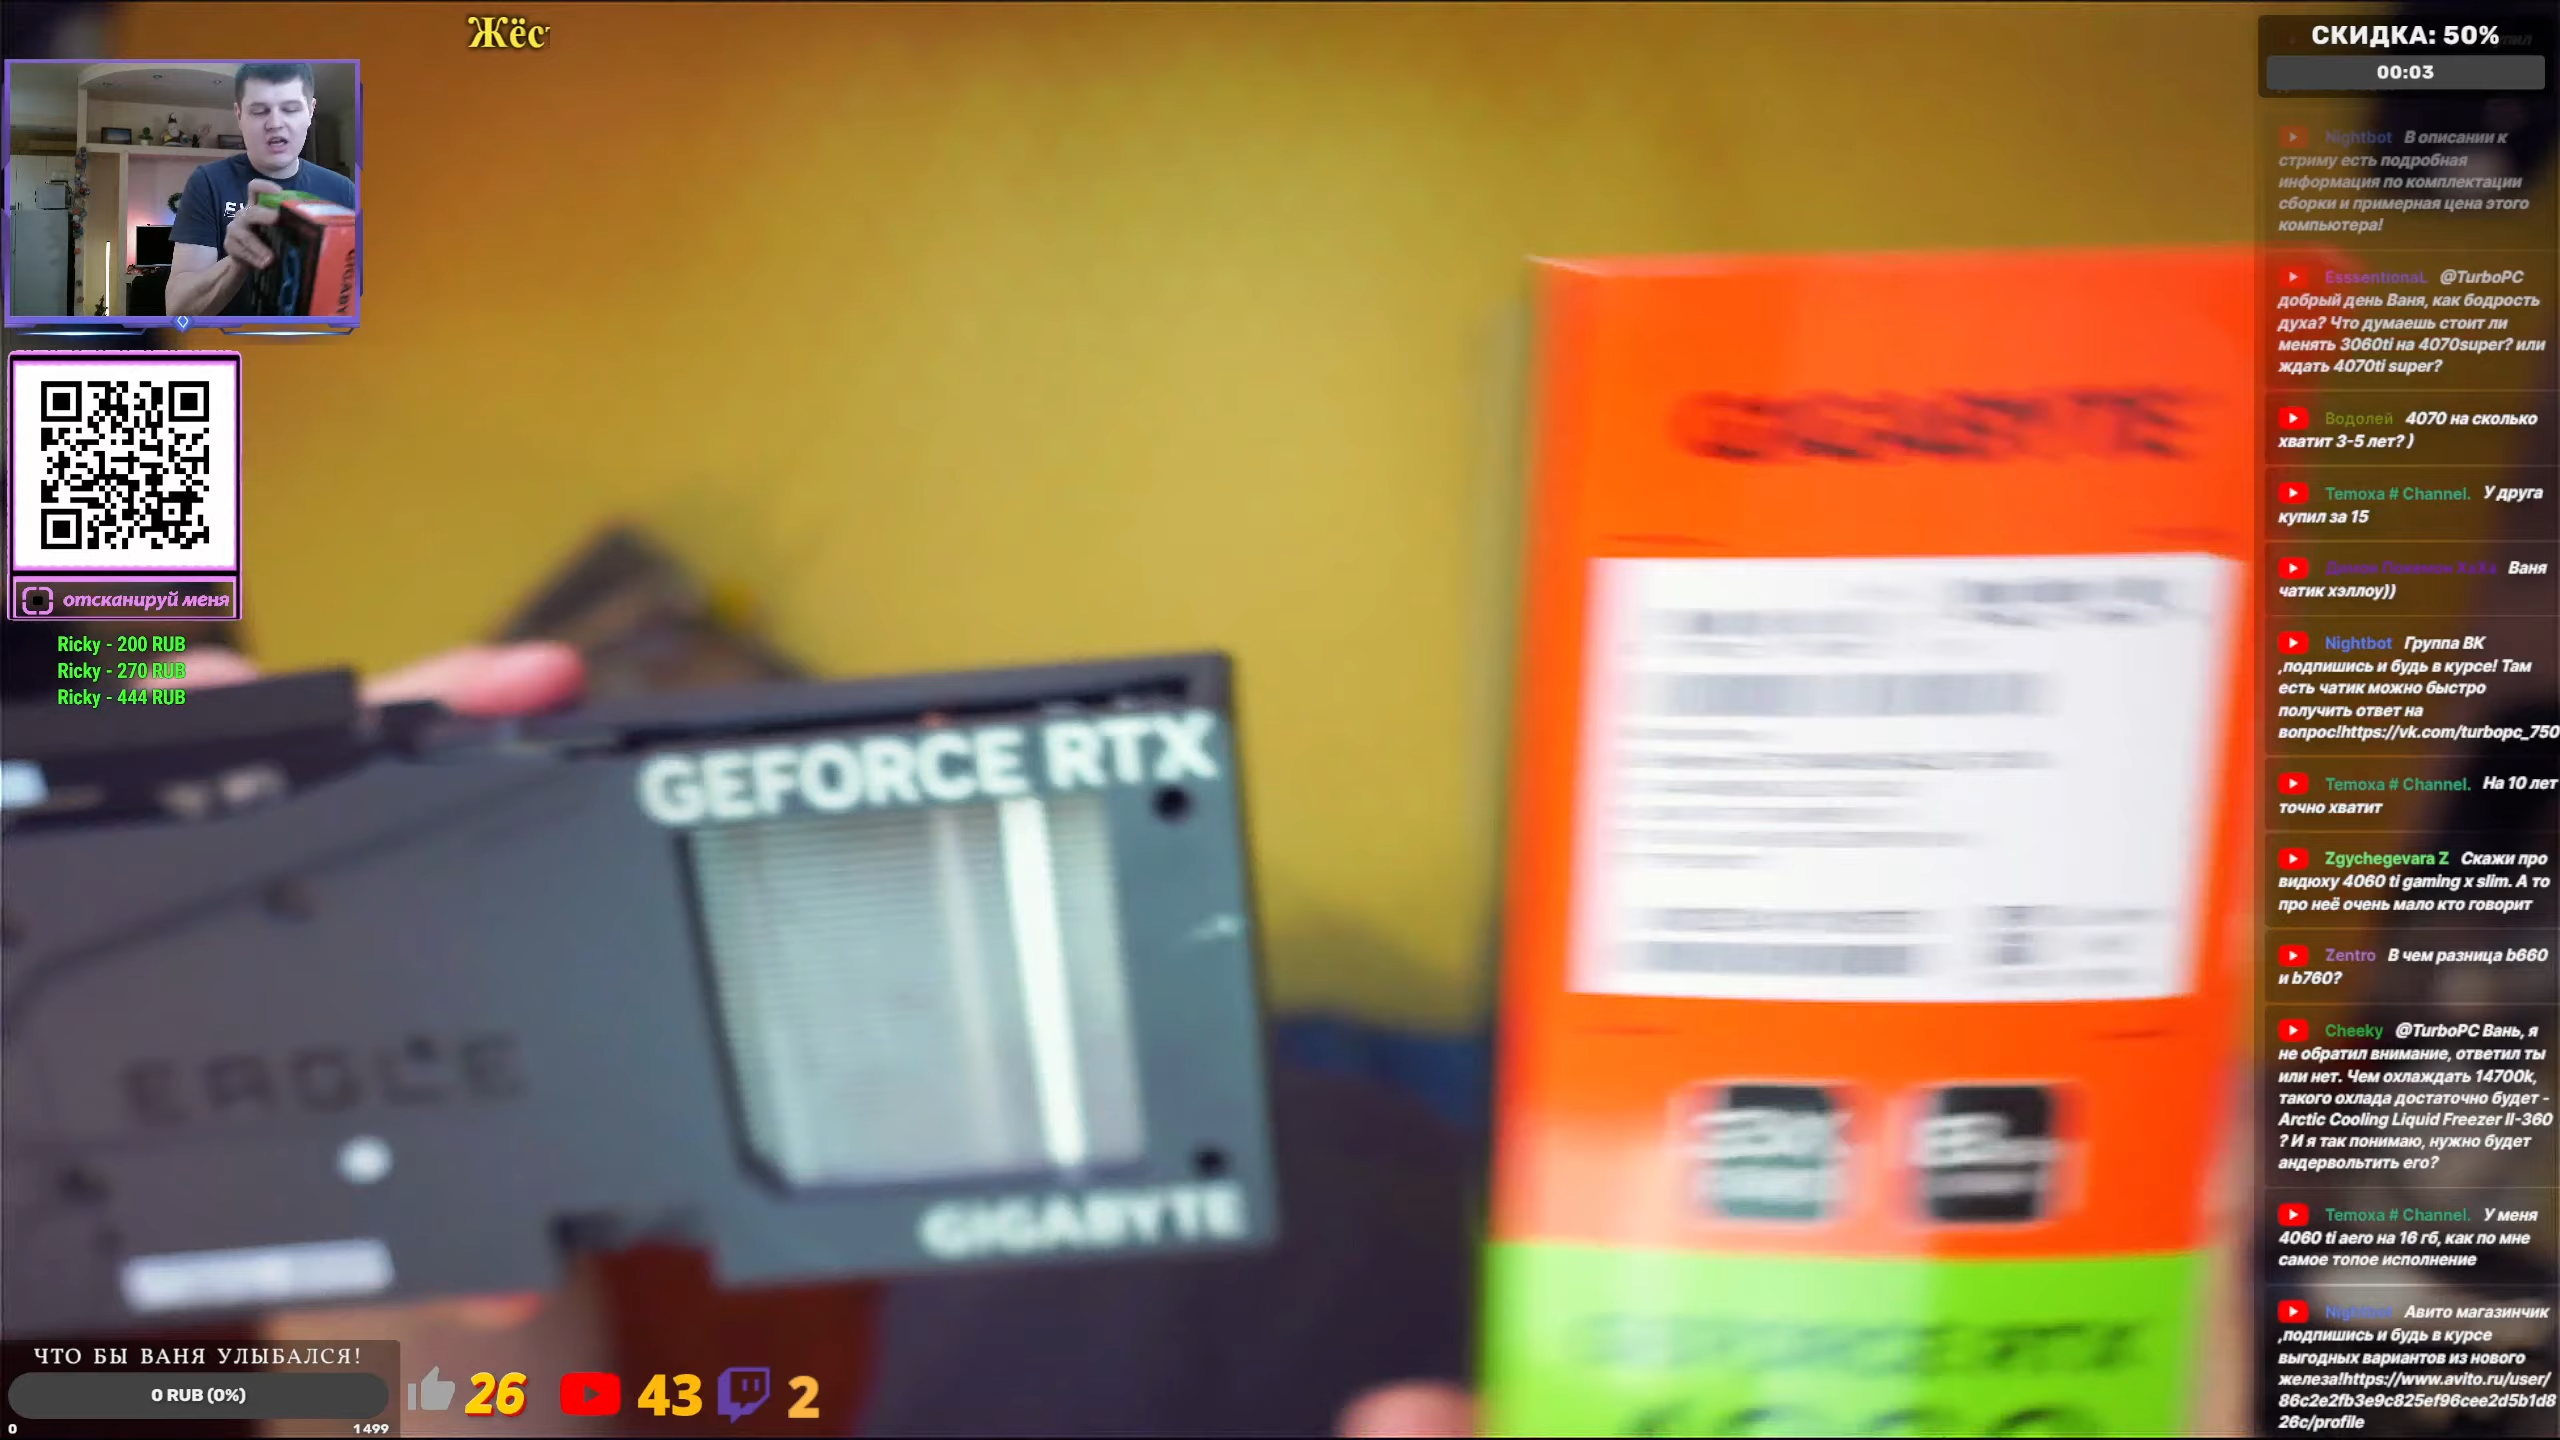 Жёс
СКИДКА: 50%
00:03
Nightbot В описании к
стриму есть подробная
информация по комплектации
сборки и примерная цена этого
компьютера!
Esssentional. @TurboPC
добрый день Ваня, как бодрость
духа? Что думаешь стоит ли
менять 3060ti на 4070super? или
ждать 4070ti super?
Водолей 4070 на сколько
хватит 3-5 лет? )
Temoxa # Channel. У друга
купил за 15
Ваня
чатик хэллоу))
Nightbot Группа ВК
,подпишись и будь в курсе! Там
есть чатик можно быстро
получить ответ на
вопрос!https://vk.com/turbopc_750
Temoxa # Channel. На 10 лет
точно хватит
Zgychegevara Z Скажи про
видюху 4060 ti gaming x slim. А то
про неё очень мало кто говорит
Zentro В чем разница b660
и b760?
Cheeky @TurboPC Вань, я
не обратил внимание, ответил ты
или нет. Чем охлаждать 14700k,
такого охлада достаточно будет -
Arctic Cooling Liquid Freezer II-360
? И я так понимаю, нужно будет
андервольтить его?
Temoxa # Channel. У меня
4060 ti aero на 16 гб, как по мне
самое топое исполнение
Nightbot Авито магазинчик
,подпишись и будь в курсе
выгодных вариантов из нового
железа!https://www.avito.ru/user/
86c2e2fb3e9c825ef96cee2d5b1d8
26c/profile
отсканируй меня
Ricky - 200 RUB
Ricky - 270 RUB
Ricky - 444 RUB
GIGABYTE
GEFORCE RTX
EAGLE
GIGABYTE
GEFORCE RTX
ЧТО БЫ ВАНЯ УЛЫБАЛСЯ!
0 RUB (0%)
0
1499
26
43
2